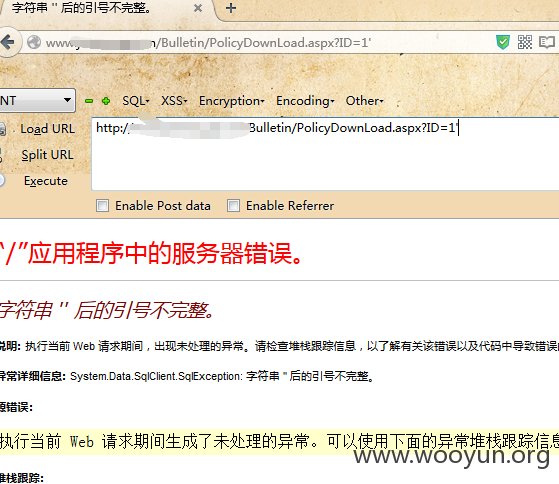 字符串 '' 后的引号不完整。
www /Bulletin/PolicyDownLoad.aspx?ID=1'
NT SQL- XSS- Encryption- Encoding- Other-
Load URL http:// Bulletin/PolicyDownLoad.aspx?ID=1'
Split URL
Execute
Enable Post data Enable Referrer
“/”应用程序中的服务器错误。
字符串 '' 后的引号不完整。
说明: 执行当前 Web 请求期间，出现未处理的异常。请检查堆栈跟踪信息，以了解有关该错误以及代码中导致错误的
异常详细信息: System.Data.SqlClient.SqlException: 字符串 '' 后的引号不完整。
源错误:
执行当前 Web 请求期间生成了未处理的异常。可以使用下面的异常堆栈跟踪信息
www.wooyun.org
堆栈跟踪: